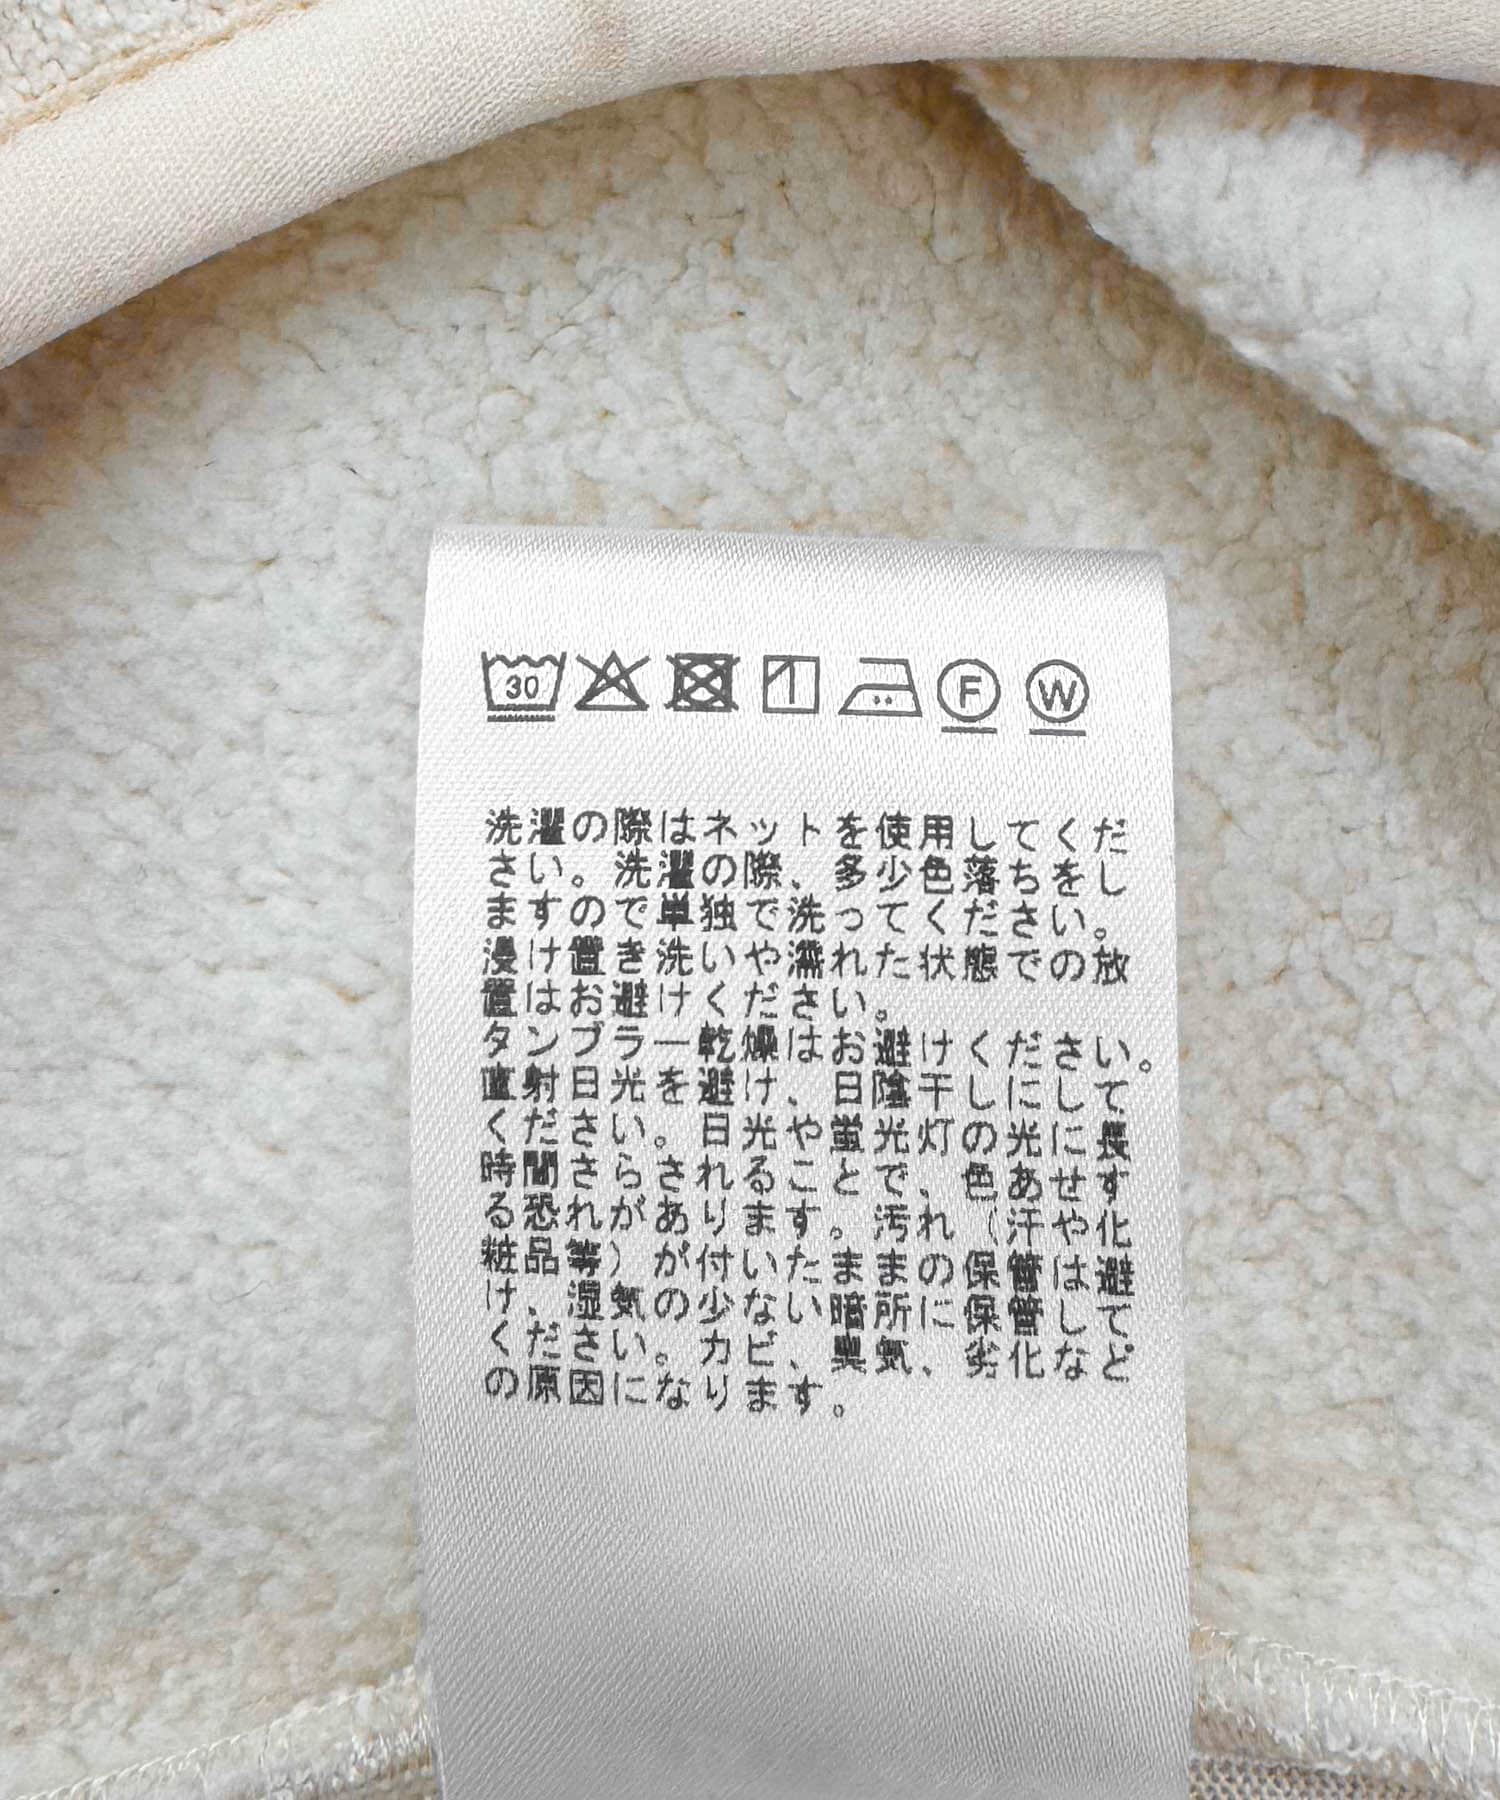 30 F W
洗濯の際はネットを使用してくだ
さい。洗濯の際、多少色落ちをし
ますので単独で洗ってください。
浸け置き洗いや濡れた状態での放
置はお避けください。
タンブラー乾燥はお避けください。
直射日光を避け、日陰干しにして
ください。日光や蛍光灯の光に長
時間さらされることで、色あせす
る恐れがあります。汚れ（汗や化
粧品等）が付いたままの保管は避
け、湿気の少ない暗所に保管して
ください。カビ、異臭、劣化など
の原因になります。